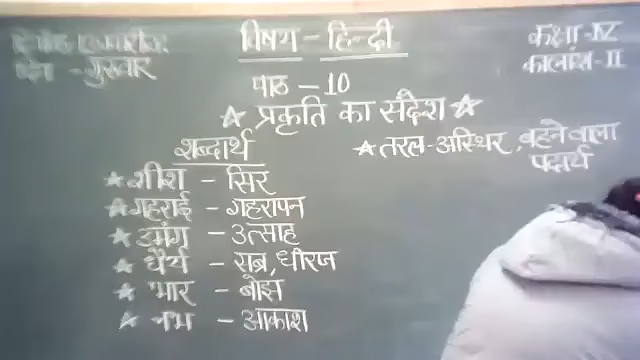 विषय - हिन्दी
कक्षा - IV
कालांश - II
गुरुवार
पाठ - 10
☆ प्रकृति का संदेश ☆
शब्दार्थ
★ शीश - सिर
★ गहराई - गहरापन
★ उमंग - उत्साह
★ धैर्य - सब्र, धीरज
★ भार - बोझ
★ नभ - आकाश
★ तरल - अस्थिर, बहने वाला
पदार्थ